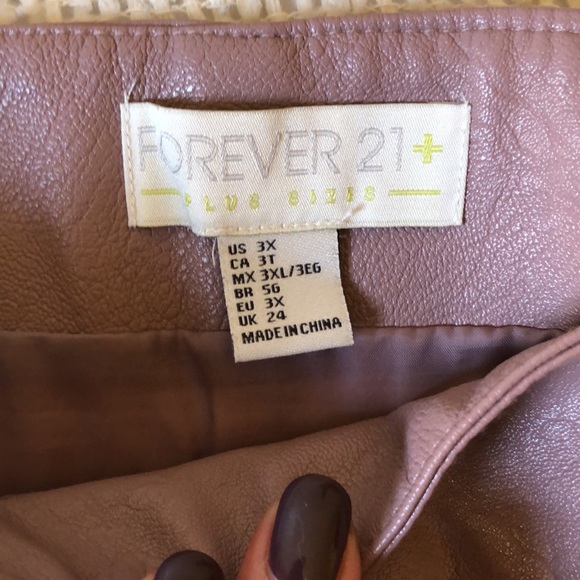 FOREVER 21+
PLUS SIZES
US 3X
CA 3T
MX 3XL/3EG
BR 5G
EU 3X
UK 24
MADE IN CHINA